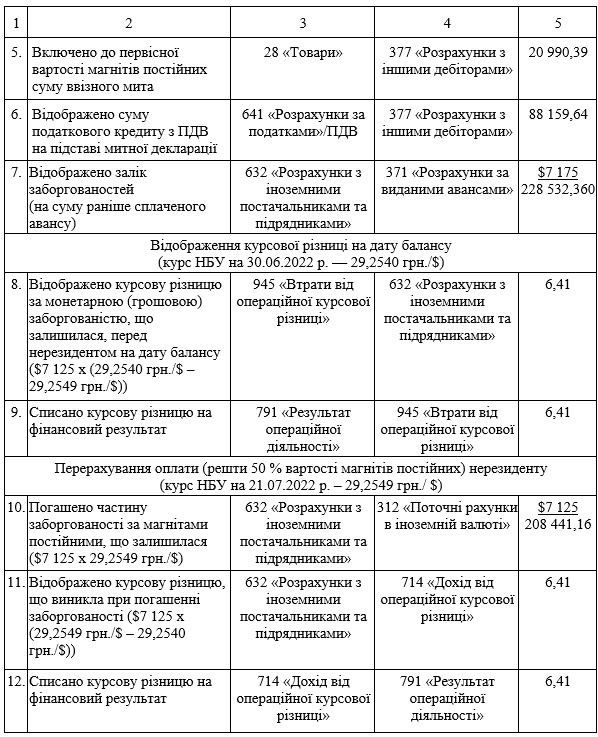 1 2 3 4 5
5. Включено до первісної вартості магнітів постійних суму ввізного мита
28 «Товари»
377 «Розрахунки з іншими дебіторами»
20 990,39
6. Відображено суму податкового кредиту з ПДВ на підставі митної декларації
641 «Розрахунки за податками»/ПДВ
377 «Розрахунки з іншими дебіторами»
88 159,64
7. Відображено залік заборгованостей (на суму раніше сплаченого авансу)
632 «Розрахунки з іноземними постачальниками та підрядниками»
371 «Розрахунки за виданими авансами»
$7 175
228 532,360
Відображення курсової різниці на дату балансу
(курс НБУ на 30.06.2022 р. — 29,2540 грн./$)
8. Відображено курсову різницю за монетарною (грошовою) заборгованістю, що залишилася, перед нерезидентом на дату балансу ($7 125 х (29,2540 грн./$ – 29,2549 грн./$))
945 «Втрати від операційної курсової різниці»
632 «Розрахунки з іноземними постачальниками та підрядниками»
6,41
9. Списано курсову різницю на фінансовий результат
791 «Результат операційної діяльності»
945 «Втрати від операційної курсової різниці»
6,41
Перерахування оплати (решти 50 % вартості магнітів постійних) нерезиденту
(курс НБУ на 21.07.2022 р. – 29,2549 грн./ $)
10. Погашено частину заборгованості за магнітами постійними, що залишилася ($7 125 х 29,2549 грн./$)
632 «Розрахунки з іноземними постачальниками та підрядниками»
312 «Поточні рахунки в іноземній валюті»
$7 125
208 441,16
11. Відображено курсову різницю, що виникла при погашенні заборгованості ($7 125 х (29,2549 грн./$ – 29,2540 грн./$))
632 «Розрахунки з іноземними постачальниками та підрядниками»
714 «Дохід від операційної курсової різниці»
6,41
12. Списано курсову різницю на фінансовий результат
714 «Дохід від операційної курсової різниці»
791 «Результат операційної діяльності»
6,41